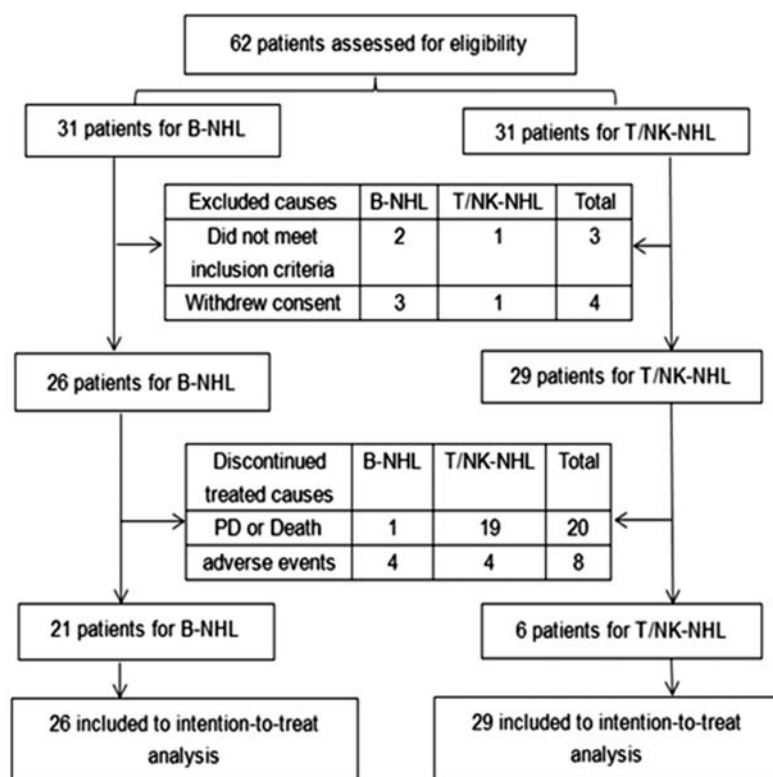 62 patients assessed for eligibility
31 patients for B-NHL
31 patients for T/NK-NHL
Excluded causes B-NHL T/NK-NHL Total
Did not meet
inclusion criteria
2 1 3
Withdrew consent 3 1 4
26 patients for B-NHL
29 patients for T/NK-NHL
Discontinued
treated causes
B-NHL T/NK-NHL Total
PD or Death 1 19 20
adverse events 4 4 8
21 patients for B-NHL
6 patients for T/NK-NHL
26 included to intention-to-treat
analysis
29 included to intention-to-treat
analysis